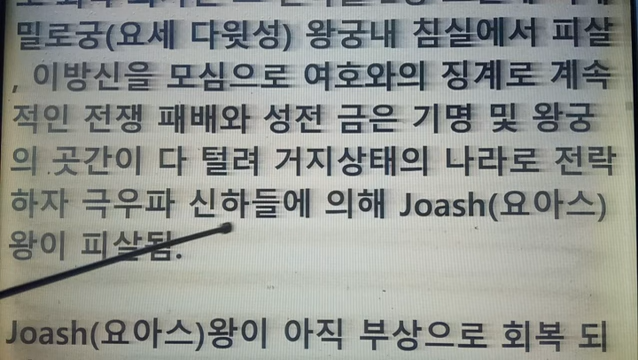 밀로궁(요세 다윗성) 왕궁내 침실에서 피살
, 이방신을 모심으로 여호와의 징계로 계속
적인 전쟁 패배와 성전 금은 기명 및 왕궁
의 곳간이 다 털려 거지상태의 나라로 전락
하자 극우파 신하들에 의해 Joash(요아스)
왕이 피살됨.
Joash(요아스)왕이 아직 부상으로 회복 되